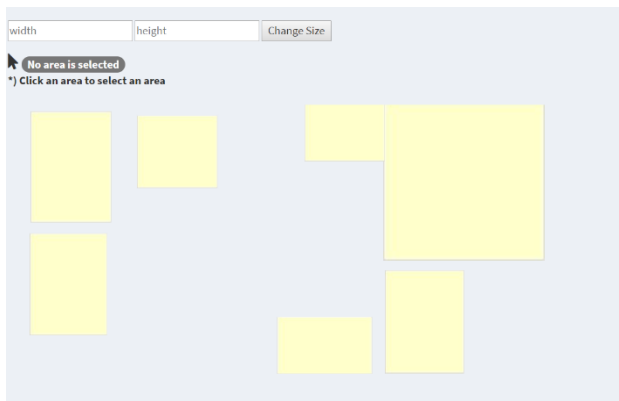 width height Change Size
No area is selected
*) Click an area to select an area